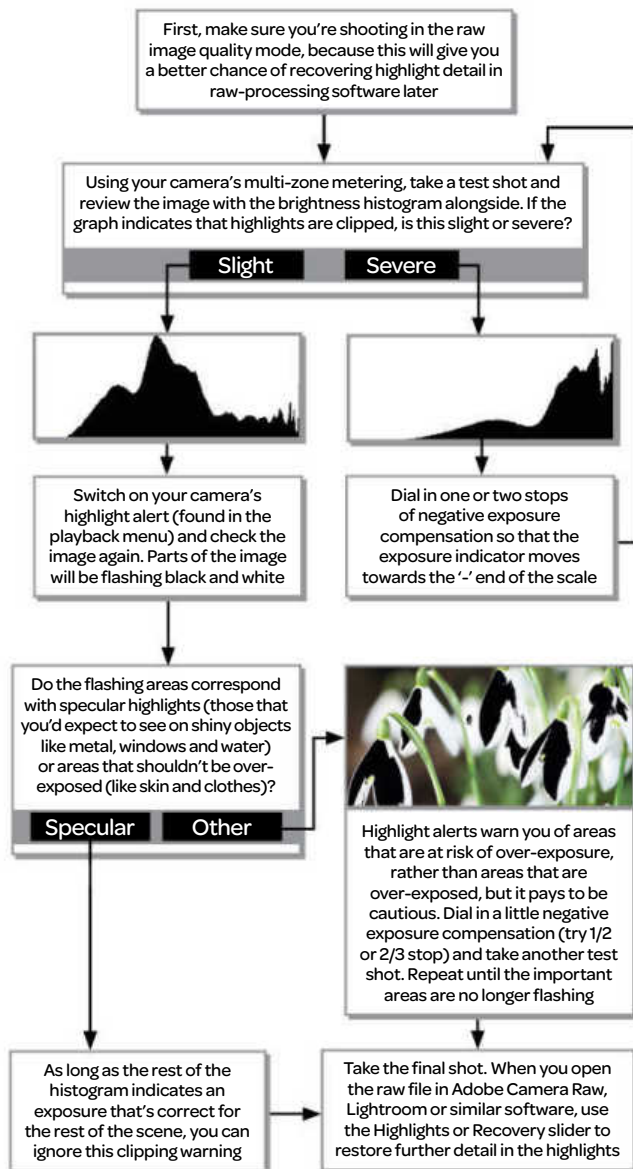 First, make sure you're shooting in the raw
image quality mode, because this will give you
a better chance of recovering highlight detail in
raw-processing software later
Using your camera's multi-zone metering, take a test shot and
review the image with the brightness histogram alongside. If the
graph indicates that highlights are clipped, is this slight or severe?
Slight
Severe
Switch on your camera's
highlight alert (found in the
playback menu) and check the
image again. Parts of the image
will be flashing black and white
Dial in one or two stops
of negative exposure
compensation so that the
exposure indicator moves
towards the '-' end of the scale
Do the flashing areas correspond
with specular highlights (those that
you'd expect to see on shiny objects
like metal, windows and water)
or areas that shouldn't be over-
exposed (like skin and clothes)?
Specular
Other
Highlight alerts warn you of areas
that are at risk of over-exposure,
rather than areas that are
over-exposed, but it pays to be
cautious. Dial in a little negative
exposure compensation (try 1/2
or 2/3 stop) and take another test
shot. Repeat until the important
areas are no longer flashing
As long as the rest of the
histogram indicates an
exposure that's correct for
the rest of the scene, you can
ignore this clipping warning
Take the final shot. When you open
the raw file in Adobe Camera Raw,
Lightroom or similar software, use
the Highlights or Recovery slider to
restore further detail in the highlights